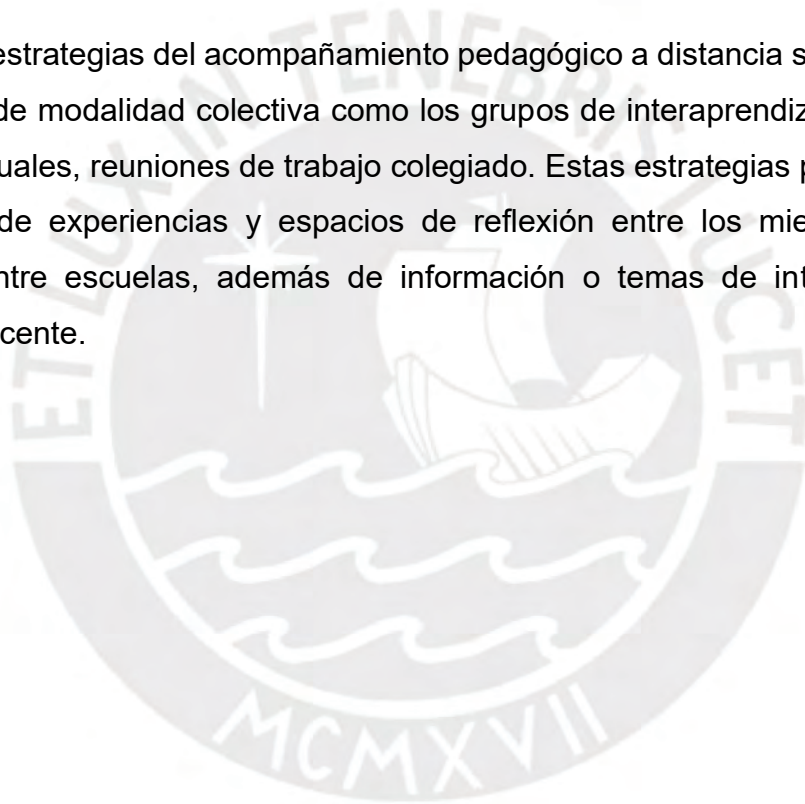 estrategias del acompañamiento pedagógico a distancia s
de modalidad colectiva como los grupos de interaprendiz
uales, reuniones de trabajo colegiado. Estas estrategias p
de experiencias y espacios de reflexión entre los mie
ntre escuelas, además de información o temas de int
cente.
ET LUX IN TENEBRIS LUCET
MCMXVII